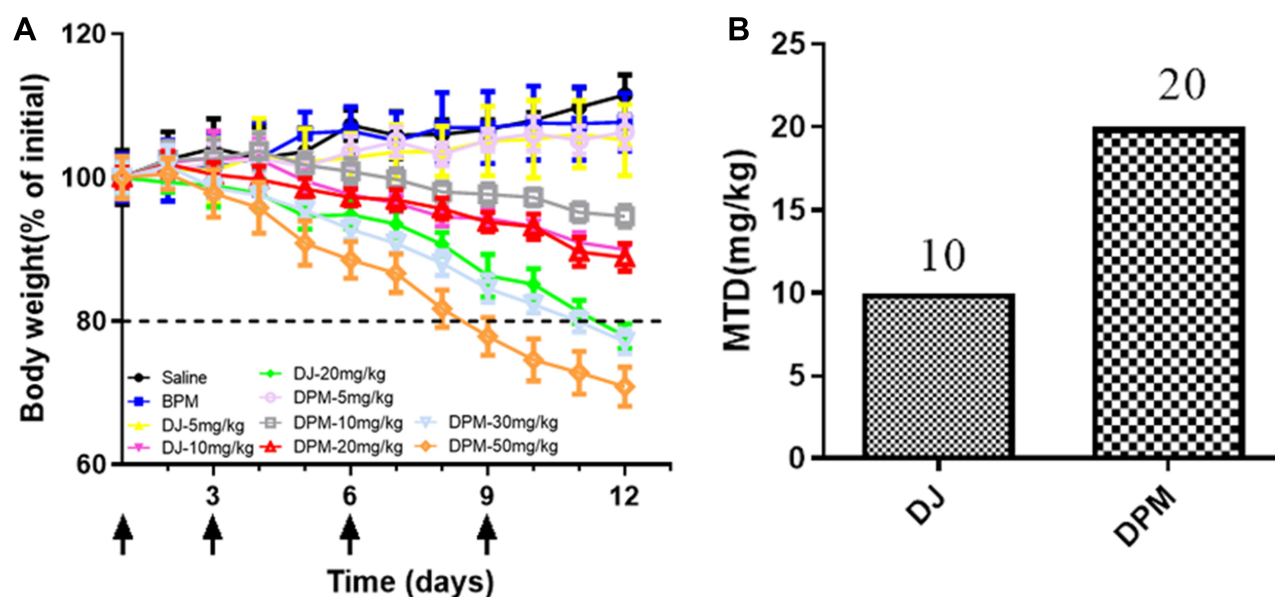 A
Body weight(% of initial)
120
100
80
60
Saline
BPM
DJ-5mg/kg
DJ-10mg/kg
DJ-20mg/kg
DPM-5mg/kg
DPM-10mg/kg
DPM-20mg/kg
DPM-30mg/kg
DPM-50mg/kg
3 6 9 12
Time (days)
B
MTD(mg/kg)
25
20
15
10
5
0
10
20
DJ
DPM